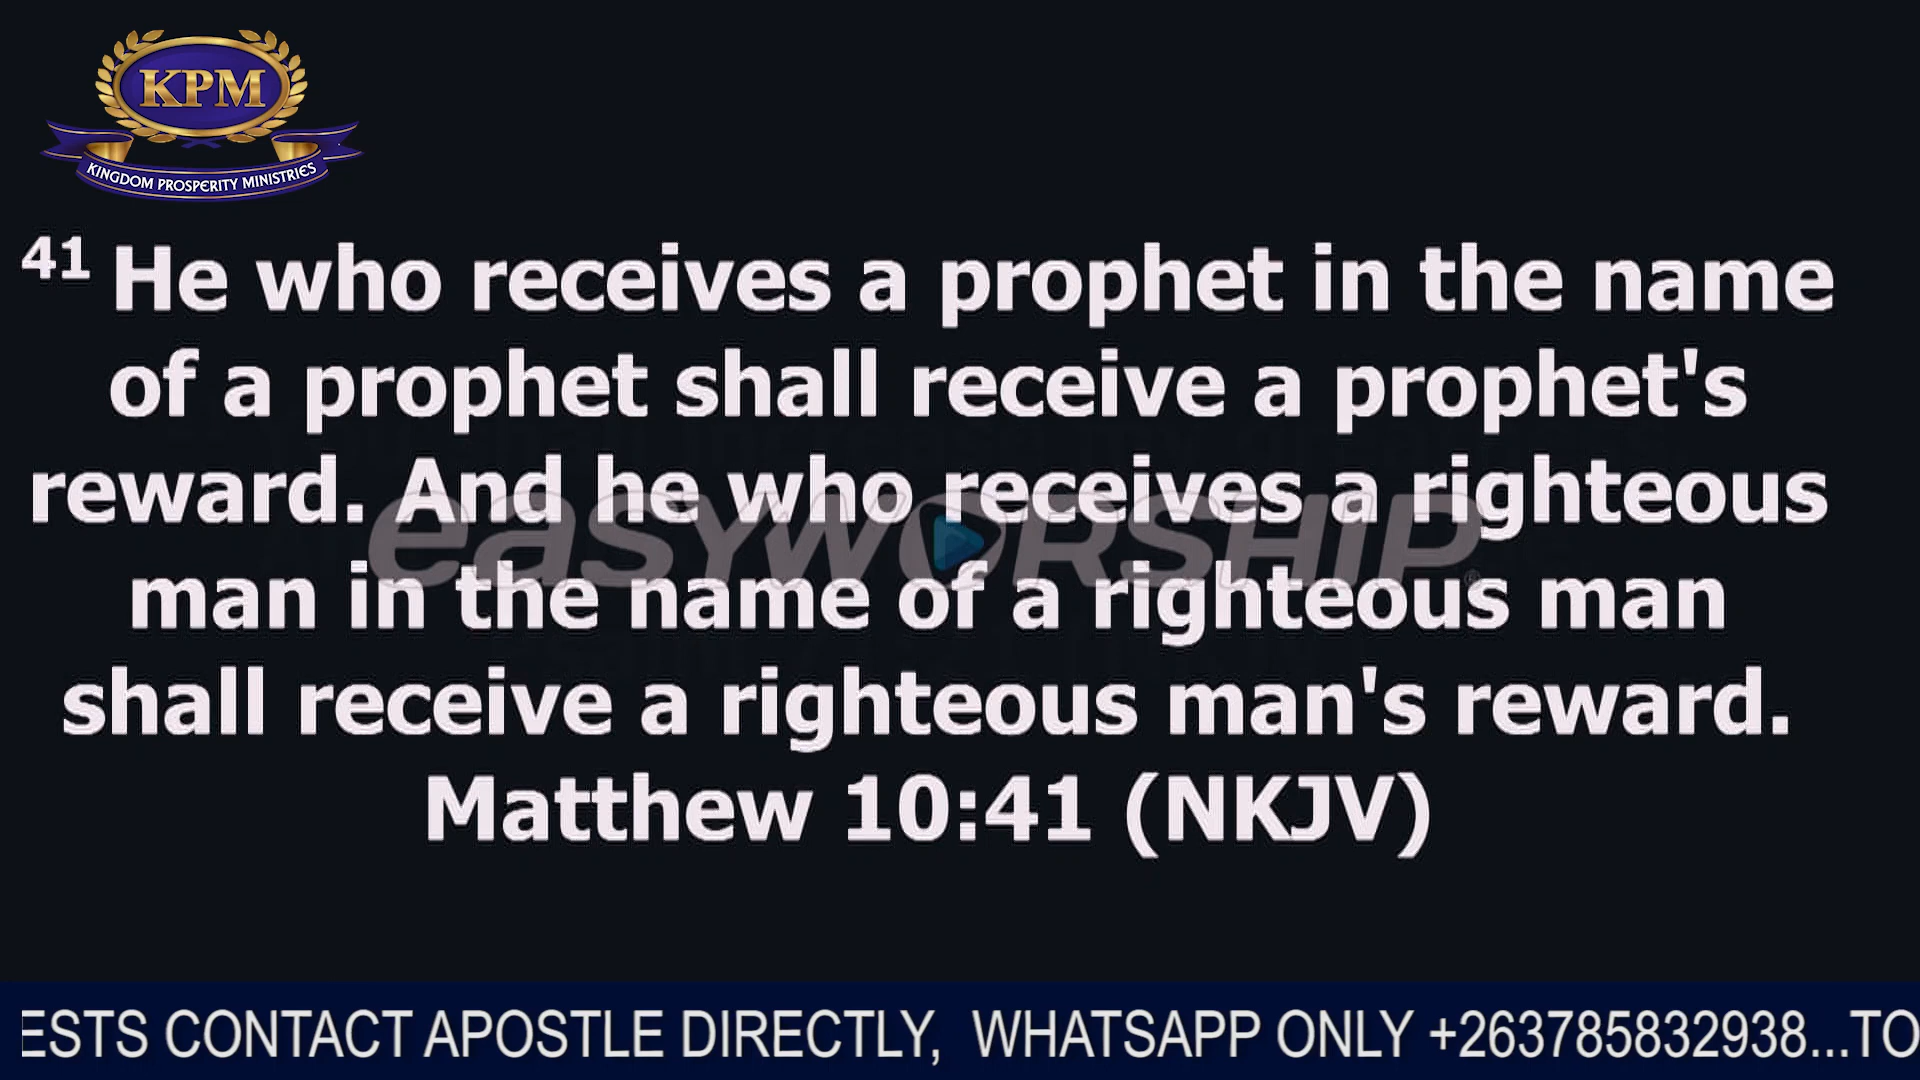 KPM
KINGDOM PROSPERITY MINISTRIES
41 He who receives a prophet in the name
of a prophet shall receive a prophet's
reward. And he who receives a righteous
man in the name of a righteous man
shall receive a righteous man's reward.
Matthew 10:41 (NKJV)
easyWORSHIP®
ESTS CONTACT APOSTLE DIRECTLY, WHATSAPP ONLY +263785832938...TO